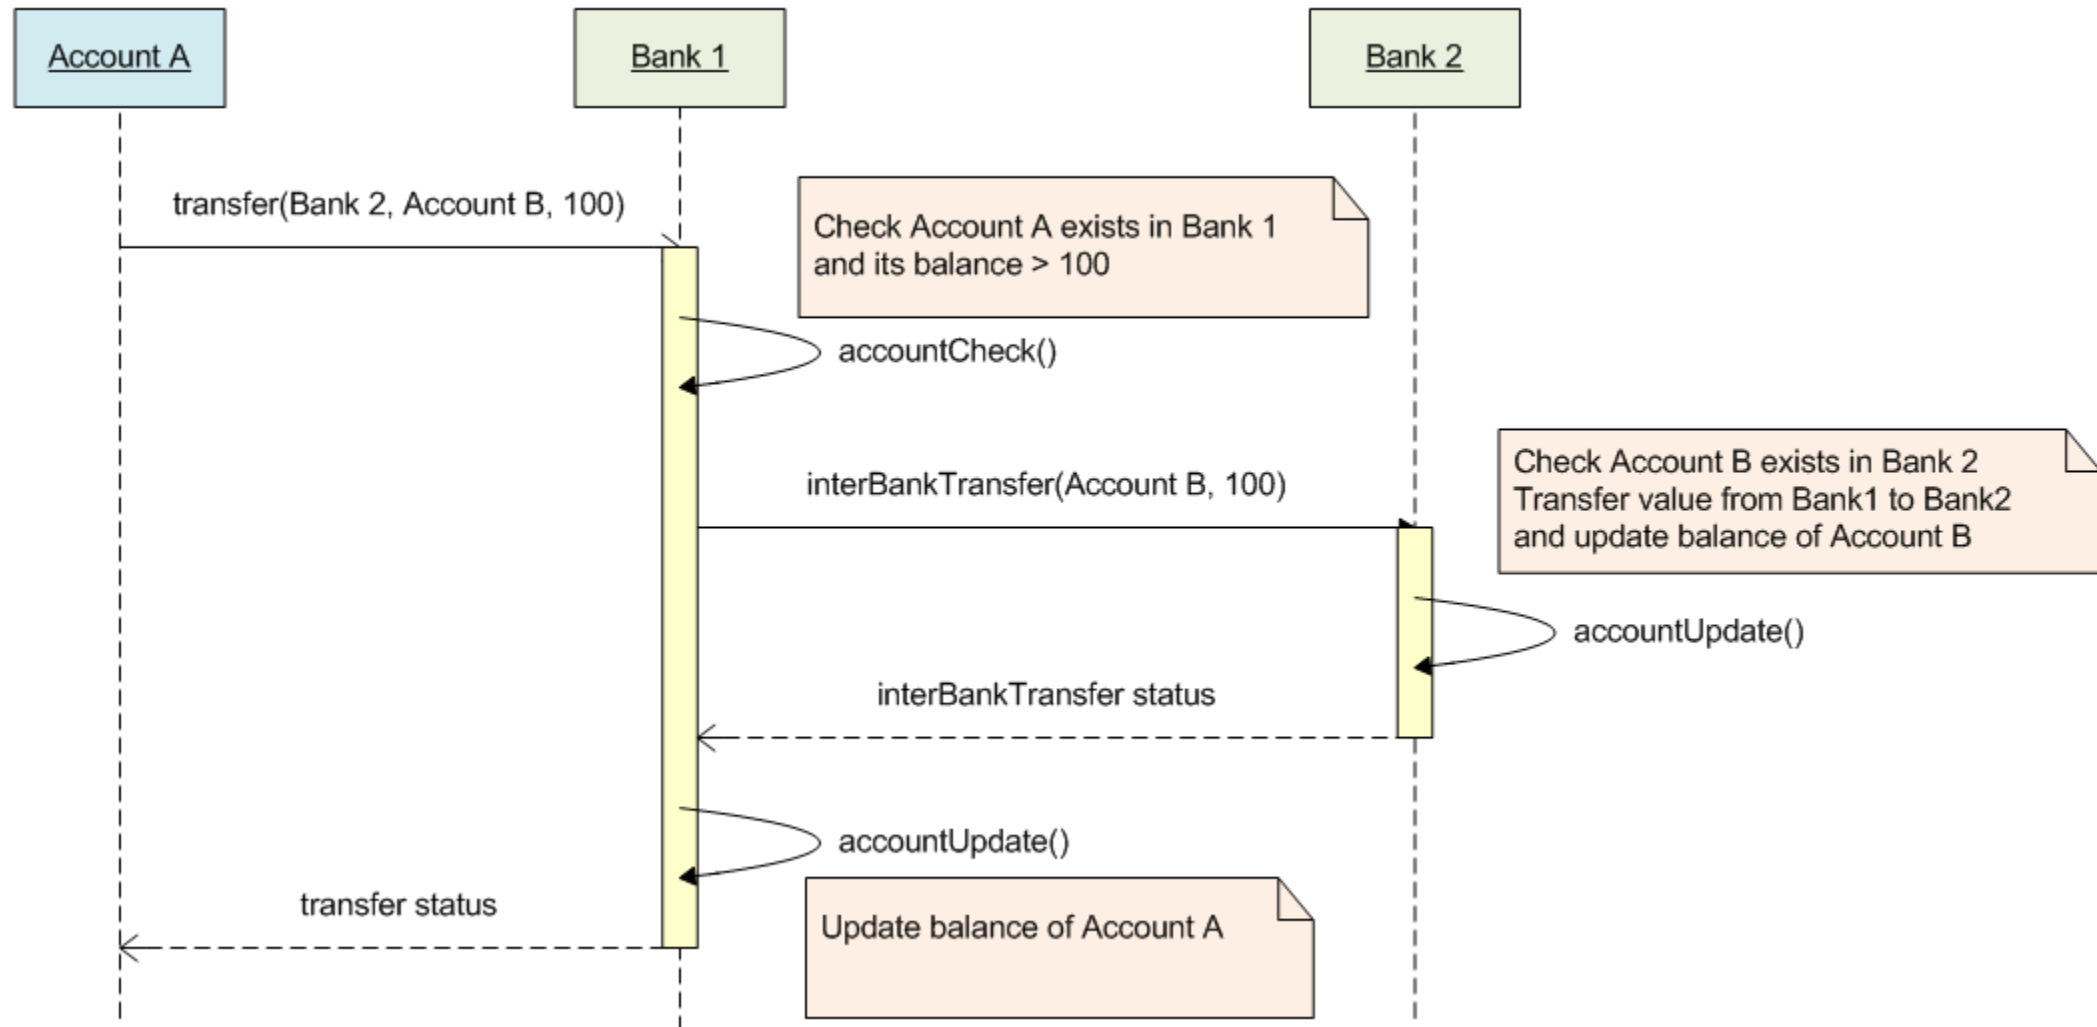 Account A
Bank 1
Bank 2
transfer(Bank 2, Account B, 100)
Check Account A exists in Bank 1
and its balance > 100
accountCheck()
interBankTransfer(Account B, 100)
Check Account B exists in Bank 2
Transfer value from Bank1 to Bank2
and update balance of Account B
accountUpdate()
interBankTransfer status
accountUpdate()
transfer status
Update balance of Account A